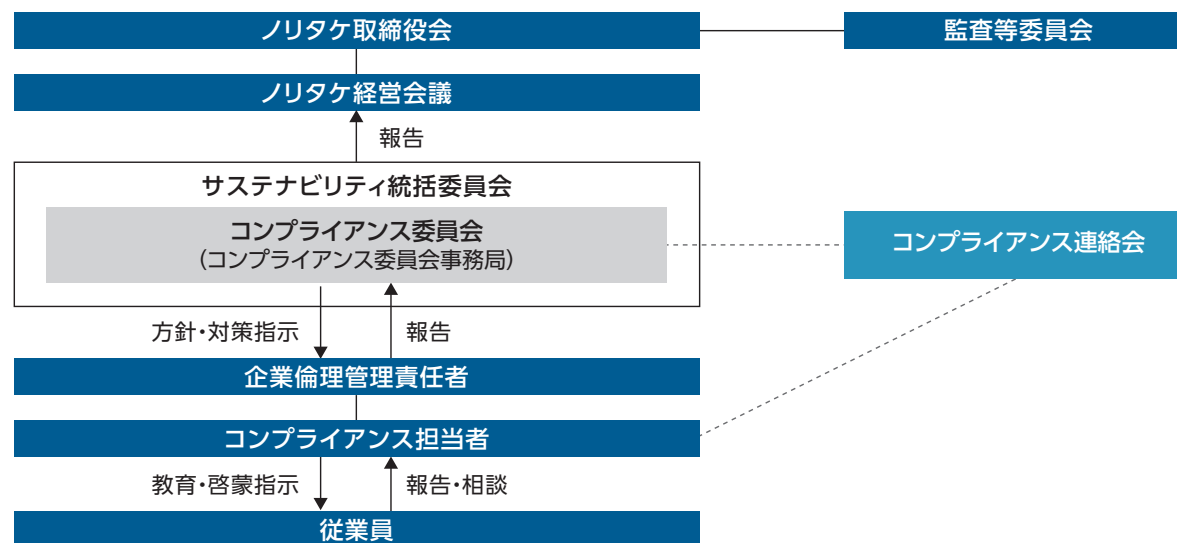 ノリタケ取締役会
監査等委員会
ノリタケ経営会議
報告
サステナビリティ統括委員会
コンプライアンス委員会
（コンプライアンス委員会事務局）
コンプライアンス連絡会
方針・対策指示
報告
企業倫理管理責任者
コンプライアンス担当者
教育・啓蒙指示
報告・相談
従業員